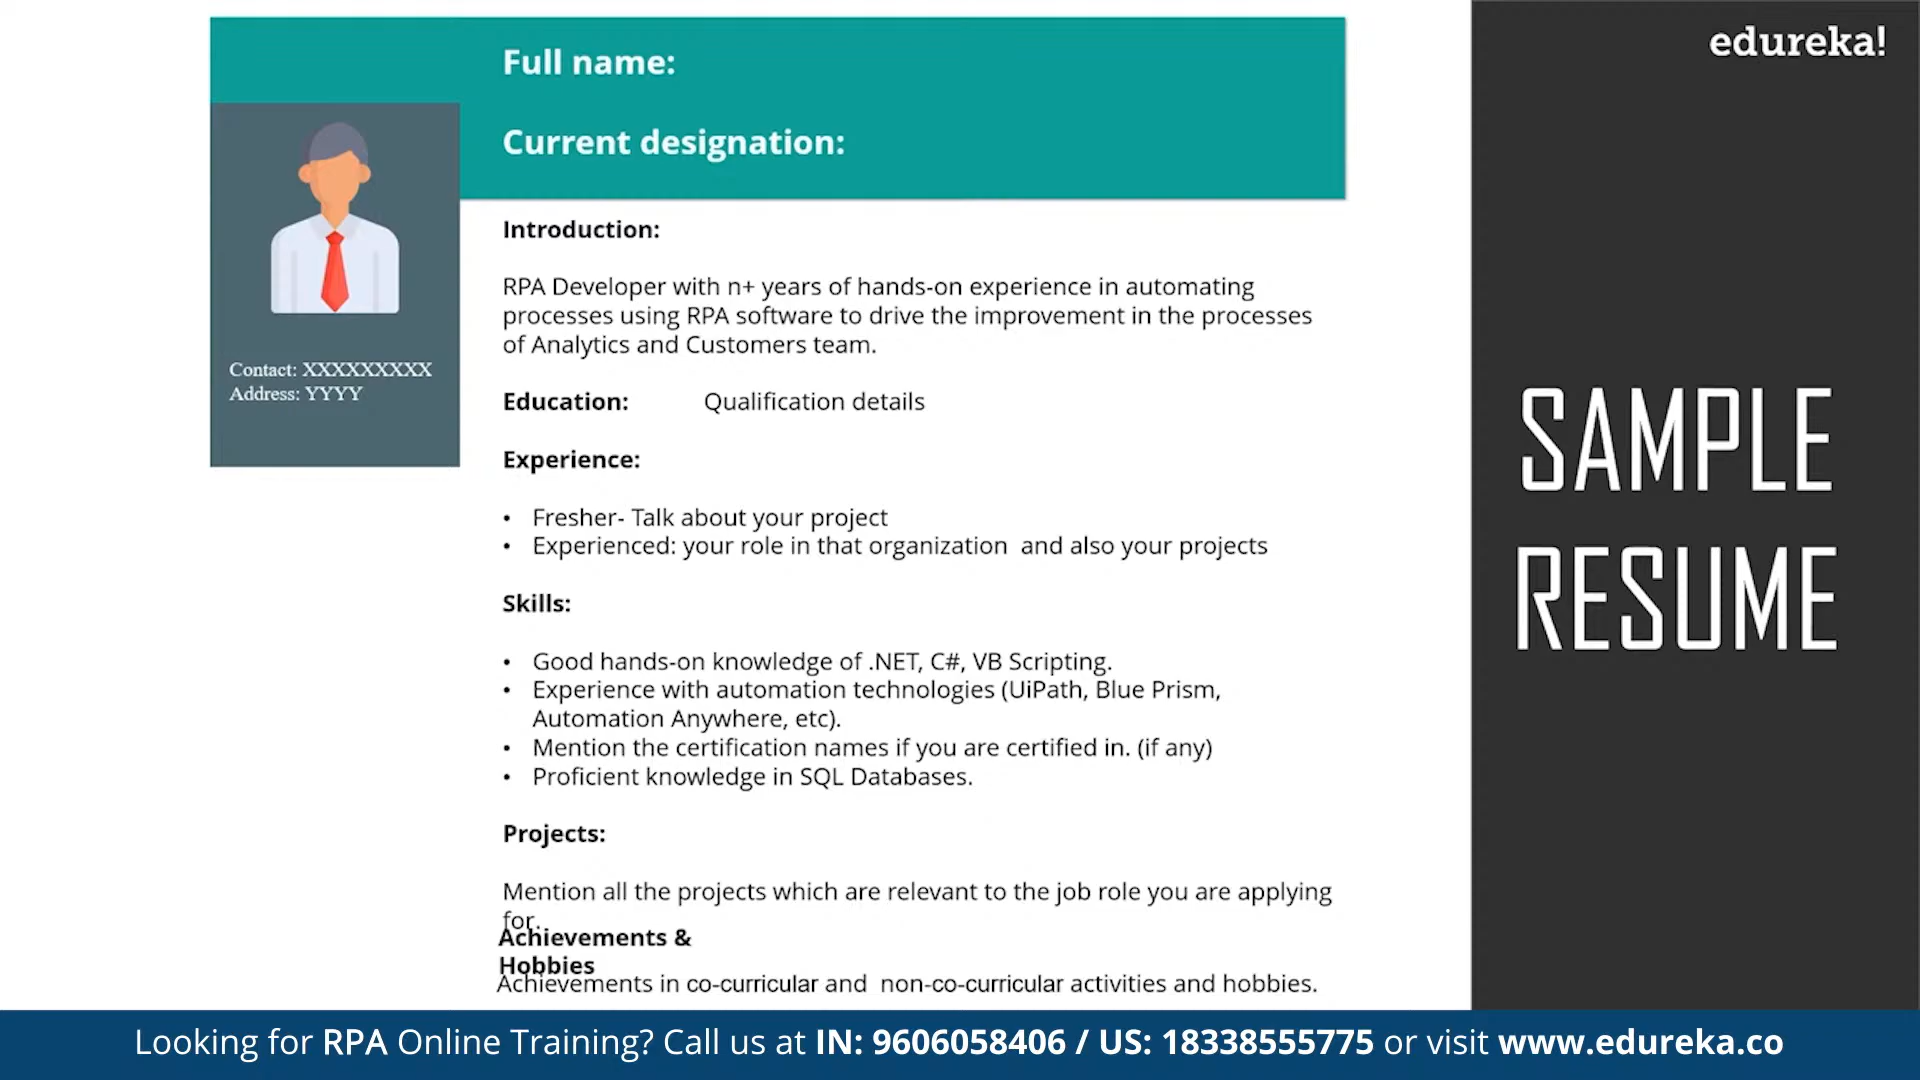 edureka!
Full name:
Current designation:
Contact: XXXXXXXXX
Address: YYYY
Introduction:
RPA Developer with n+ years of hands-on experience in automating
processes using RPA software to drive the improvement in the processes
of Analytics and Customers team.
Education: Qualification details
Experience:
• Fresher- Talk about your project
• Experienced: your role in that organization  and also your projects
Skills:
• Good hands-on knowledge of .NET, C#, VB Scripting.
• Experience with automation technologies (UiPath, Blue Prism,
Automation Anywhere, etc).
• Mention the certification names if you are certified in. (if any)
• Proficient knowledge in SQL Databases.
Projects:
Mention all the projects which are relevant to the job role you are applying
for.
Achievements &
Hobbies
Achievements in co-curricular and  non-co-curricular activities and hobbies.
SAMPLE
RESUME
Looking for RPA Online Training? Call us at IN: 9606058406 / US: 18338555775 or visit www.edureka.co